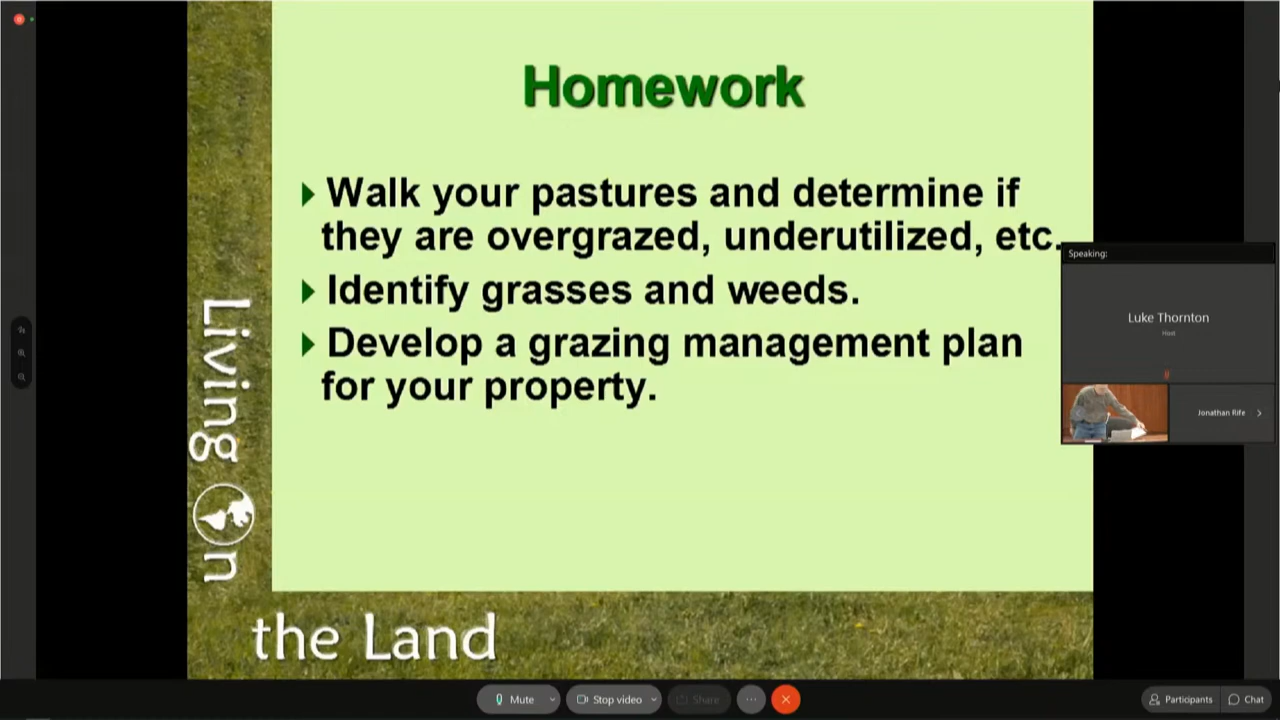 Homework
Walk your pastures and determine if
they are overgrazed, underutilized, etc.
Identify grasses and weeds.
Develop a grazing management plan
for your property.
Living On
the Land
Speaking:
Luke Thornton
Host
Jonathan Rife
Mute
Stop video
Share
Participants
Chat